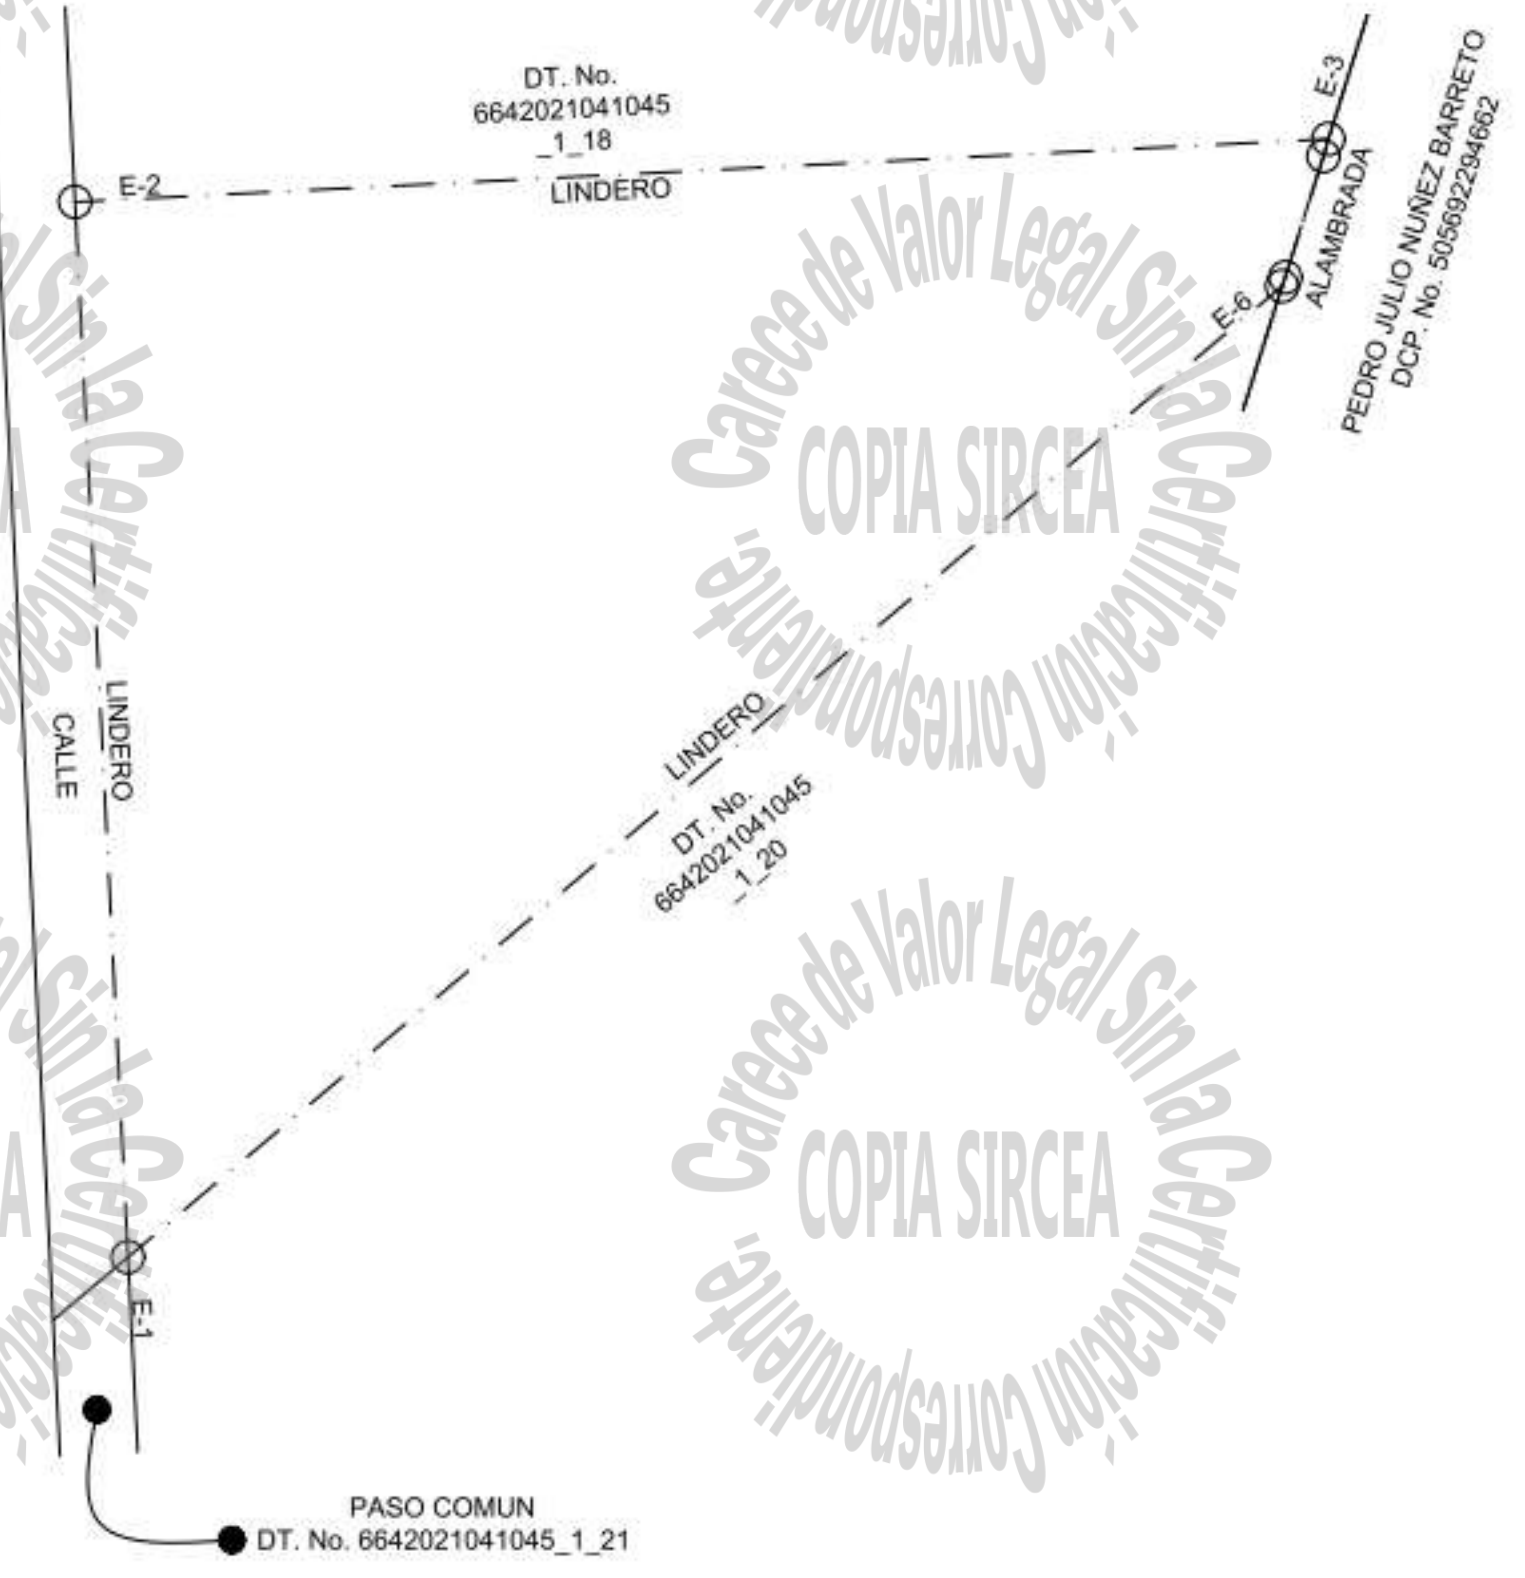 DT. No.
6642021041045
_1_18
LINDERO
E-2
E-3
ALAMBRADA
PEDRO JULIO NUÑEZ BARRETO
DCP. No. 505692294662
E-6
Carece de Valor Legal Sin la Certificación Correspondiente.
COPIA SIRCEA
LINDERO
CALLE
LINDERO
DT. No.
6642021041045
_1_20
Carece de Valor Legal Sin la Certificación Correspondiente.
COPIA SIRCEA
E-1
PASO COMUN
DT. No. 6642021041045_1_21